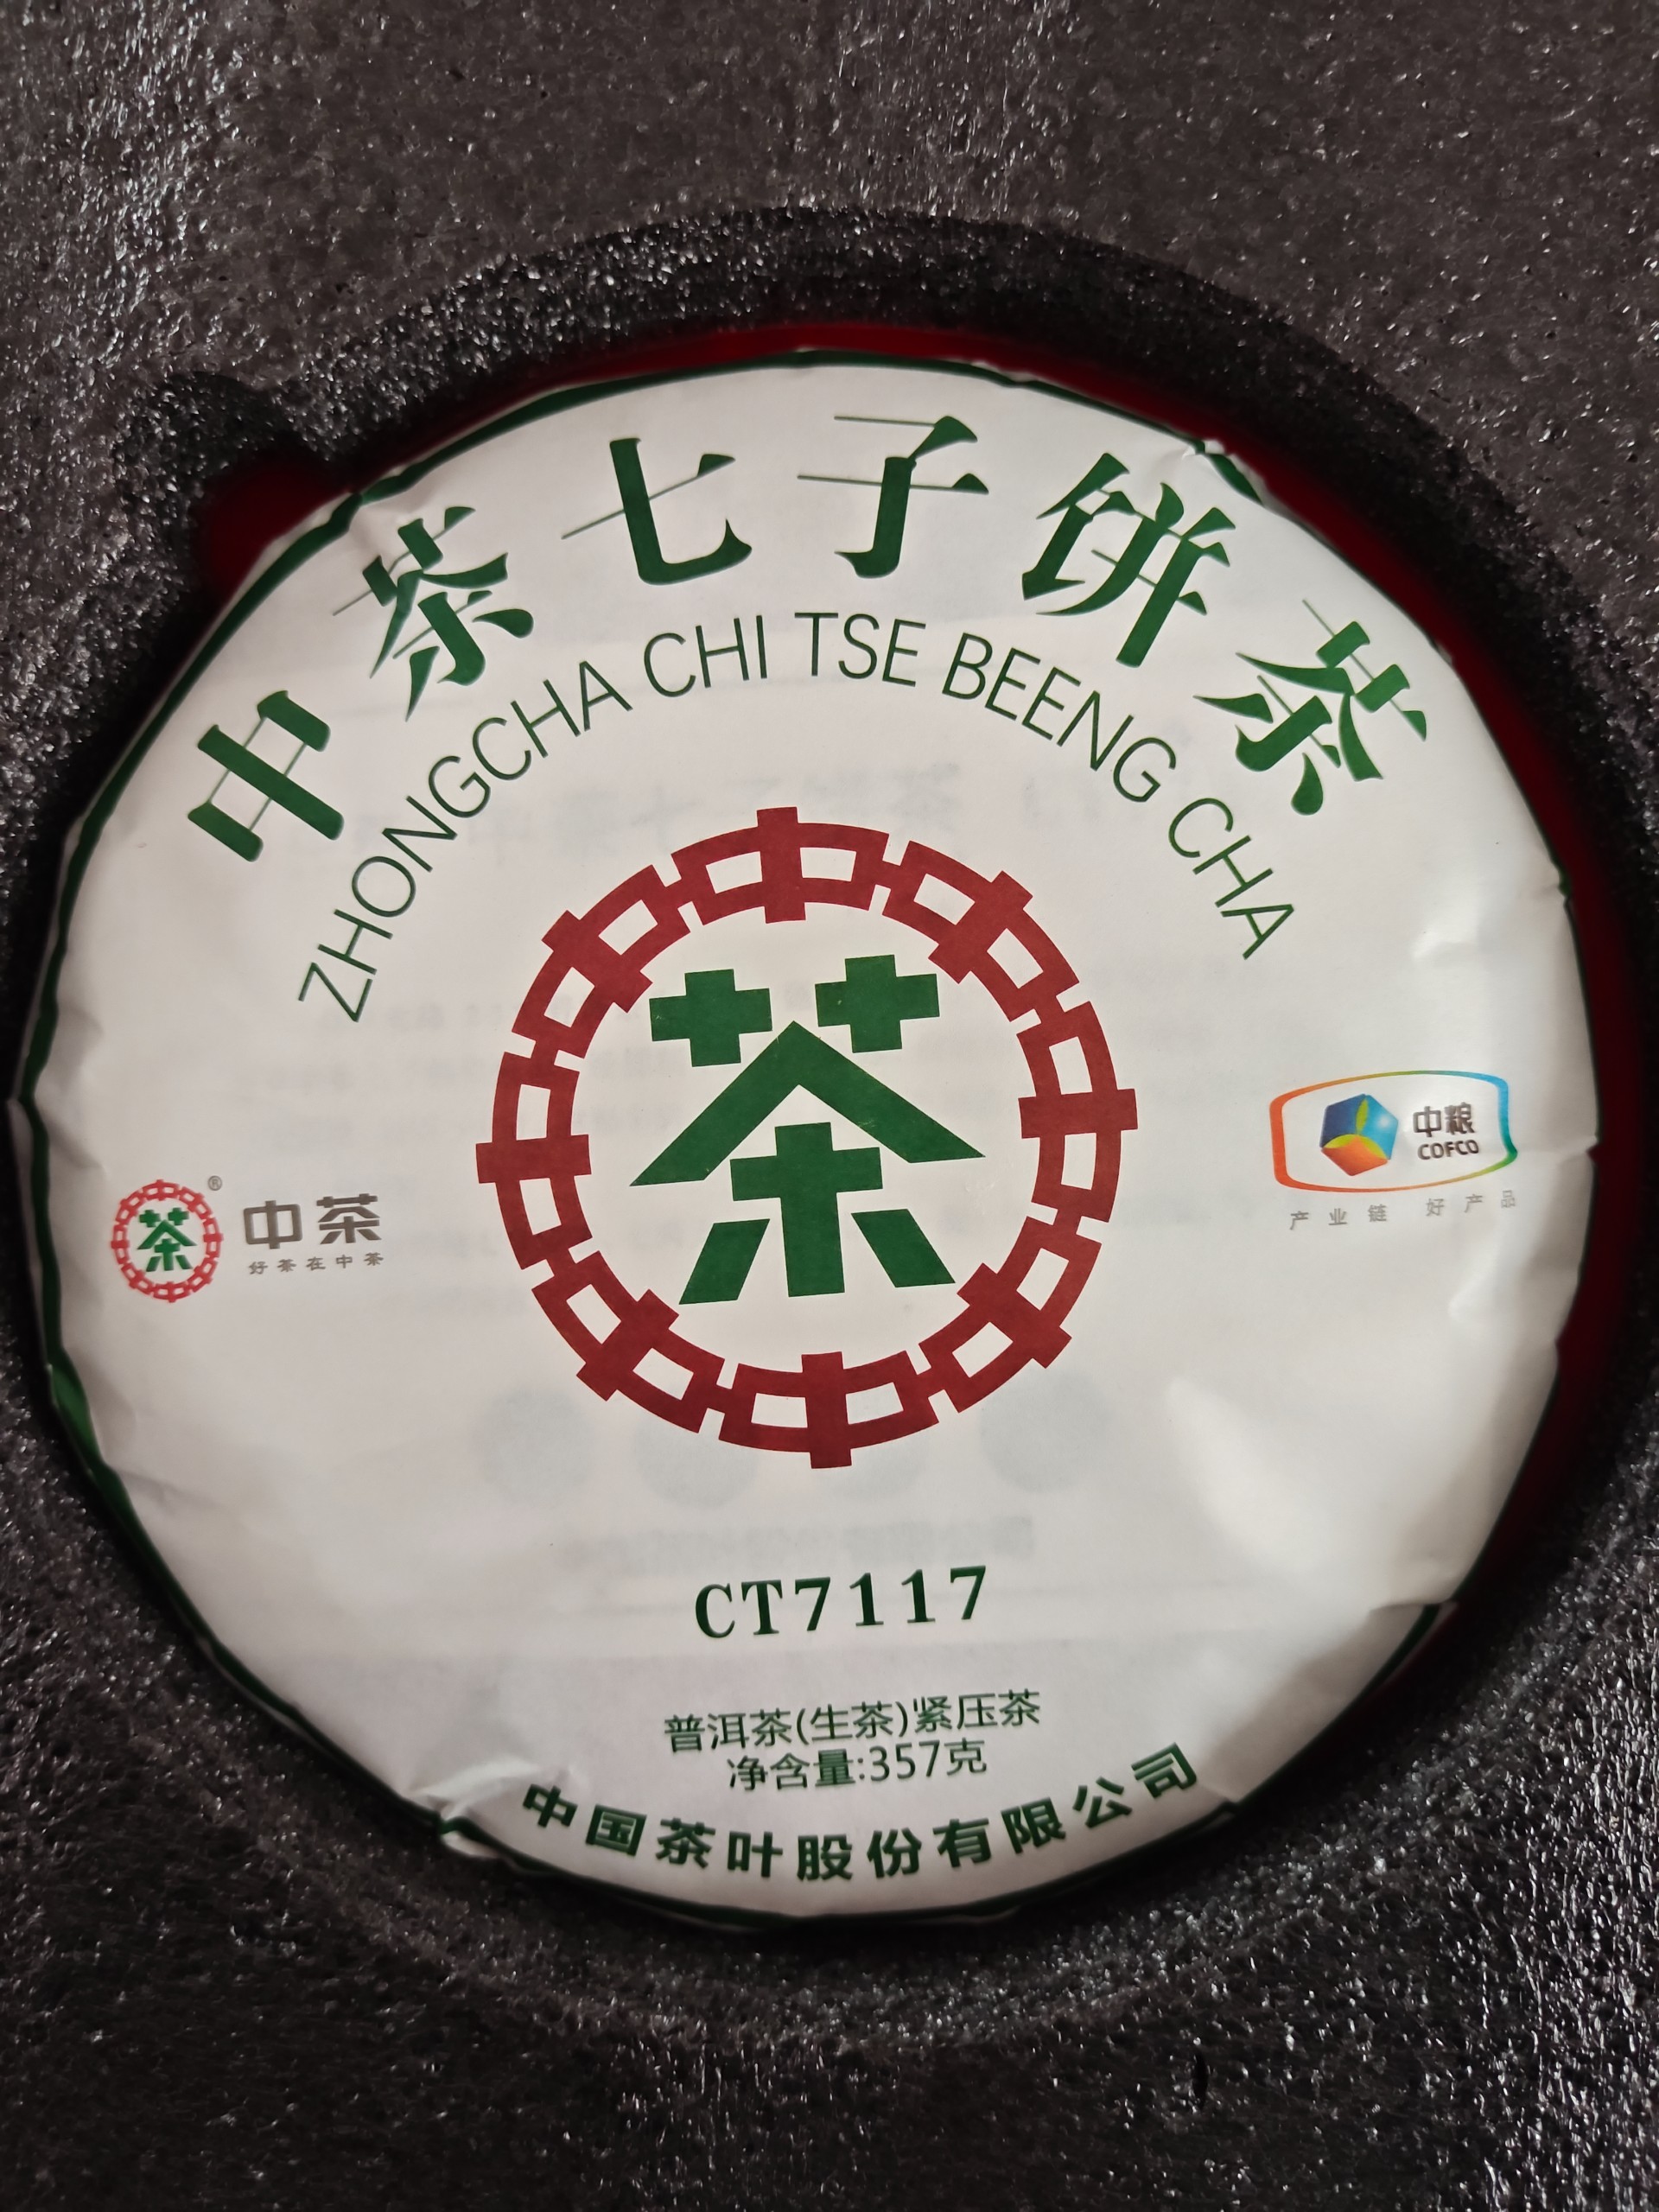 中茶七子饼茶
ZHONGCHA CHI TSE BEENG CHA
茶
中茶
好茶在中茶
®
中粮
COFCO
产业链 好产品
CT7117
普洱茶(生茶)紧压茶
净含量:357克
中国茶叶股份有限公司